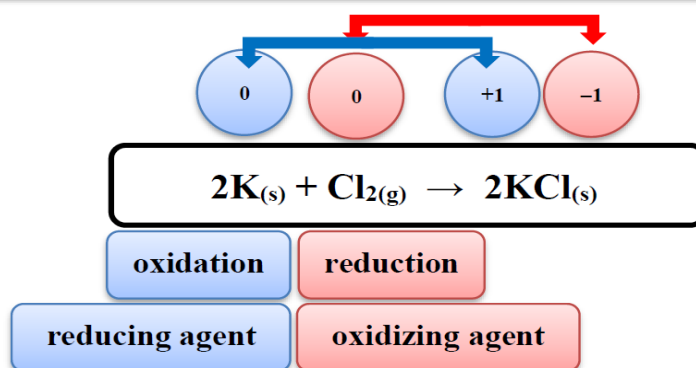 0 0 +1 –1
2K(s) + Cl2(g) → 2KCl(s)
oxidation reduction
reducing agent oxidizing agent